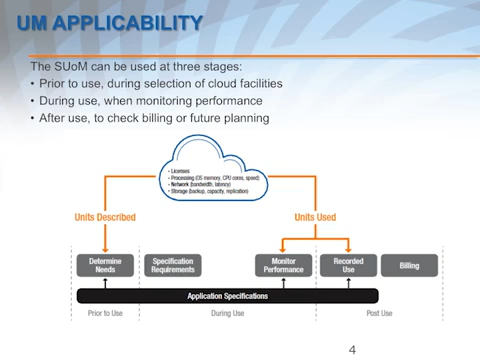 UM APPLICABILITY
The SUoM can be used at three stages:
• Prior to use, during selection of cloud facilities
• During use, when monitoring performance
• After use, to check billing or future planning
• Licenses
• Processing (OS memory, CPU cores, speed)
• Network (bandwidth, latency)
• Storage (backup, capacity, replication)
Units Described
Units Used
Determine
Needs
Specification
Requirements
Monitor
Performance
Recorded
Use
Billing
Application Specifications
Prior to Use
During Use
Post Use
4